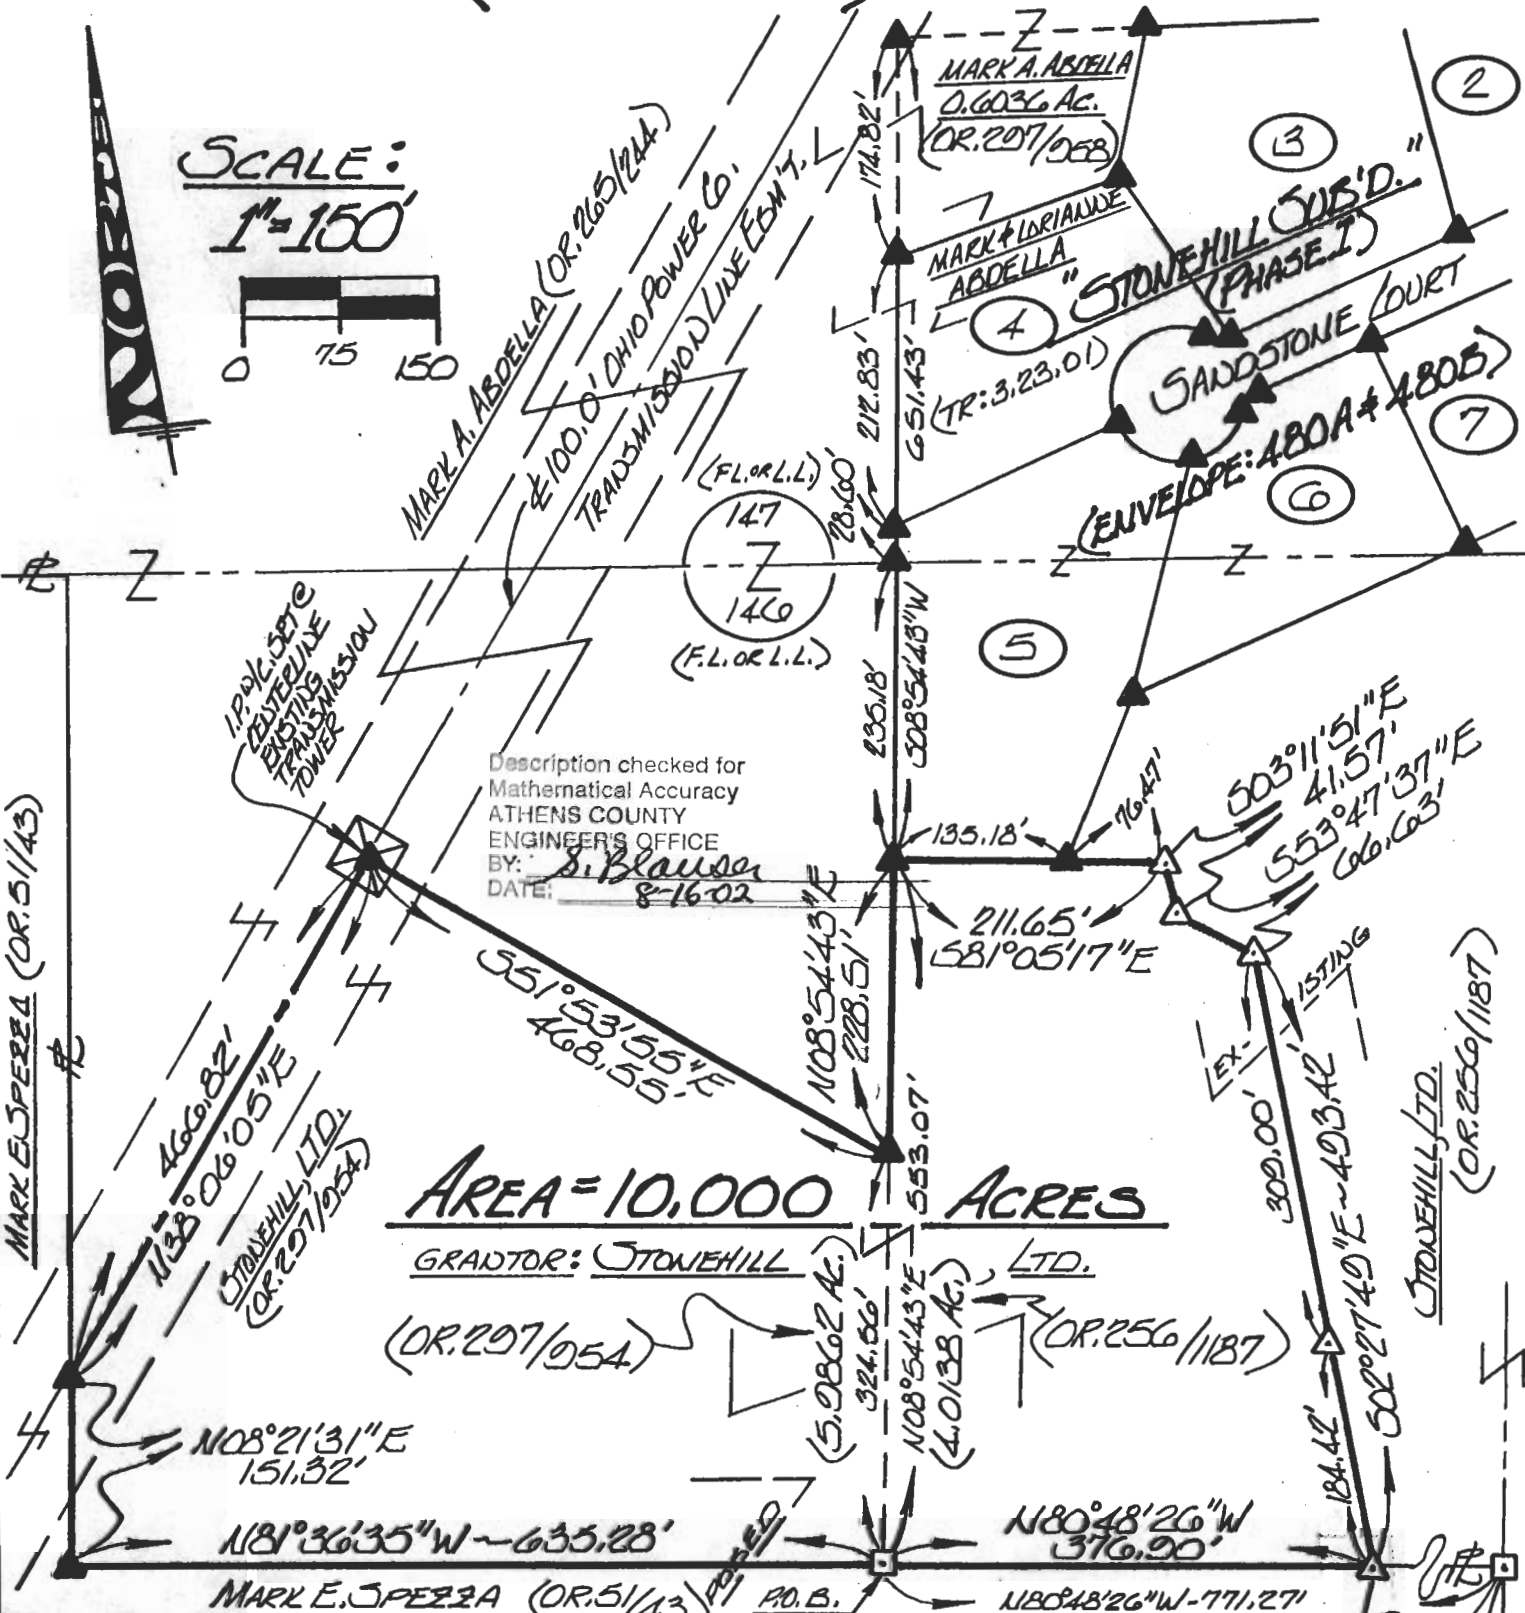 NORTH
SCALE:
1"=150'
0 75 150
MARK A. ABDELLA (OR.265/244)
₵ 100.0' OHIO POWER CO.
TRANSMISSION LINE ESM'T.
Z
MARK A. ABDELLA
0.6036 AC.
(OR.297/958)
174.82'
MARK & LORIANNE
ABDELLA
2
3
4
"STONEHILL SUB'D."
(PHASE I)
SANDSTONE COURT
(TR:3.23.01)
(ENVELOPE:480A & 480B)
7
6
212.83'
651.43'
28.60'
(F.L. OR L.L.)
147
Z
146
(F.L. OR L.L.)
PL
Z
Z
Z
5
235.18'
S08°54'43"W
I.P.W/C. SET @
CENTERLINE
EXISTING
TRANSMISSION
TOWER
Description checked for
Mathematical Accuracy
ATHENS COUNTY
ENGINEER'S OFFICE
BY: S. Blauser
DATE: 8-16-02
135.18'
76.47'
S03°11'51"E
41.57'
S53°47'37"E
66.63'
211.65'
S81°05'17"E
N08°54'43"E
228.51'
S51°53'55"E
468.55'
MARK E. SPEZZA (OR.51/43)
PL
466.82'
N38°06'05"E
STONEHILL, LTD.
(OR.297/954)
EX-ISTING
309.00'
S02°27'49"E~493.42'
STONEHILL, LTD.
(OR.256/1187)
553.07'
AREA=10.000 ACRES
GRANTOR: STONEHILL LTD.
(OR.297/954)
(5.9862 AC.)
324.56'
N08°54'43"E
(4.0138 AC.)
(OR.256/1187)
184.42'
N08°21'31"E
151.32'
N81°36'35"W~635.28'
N80°48'26"W
376.90'
PL
MARK E. SPEZZA (OR.51/43)
P.O.B.
N80°48'26"W-771.27'